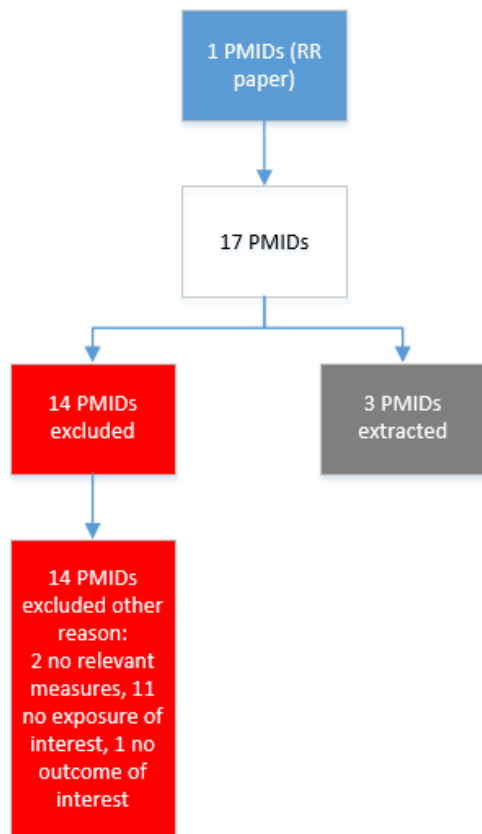 1 PMIDs (RR
paper)
17 PMIDs
14 PMIDs
excluded
3 PMIDs
extracted
14 PMIDs
excluded other
reason:
2 no relevant
measures, 11
no exposure of
interest, 1 no
outcome of
interest